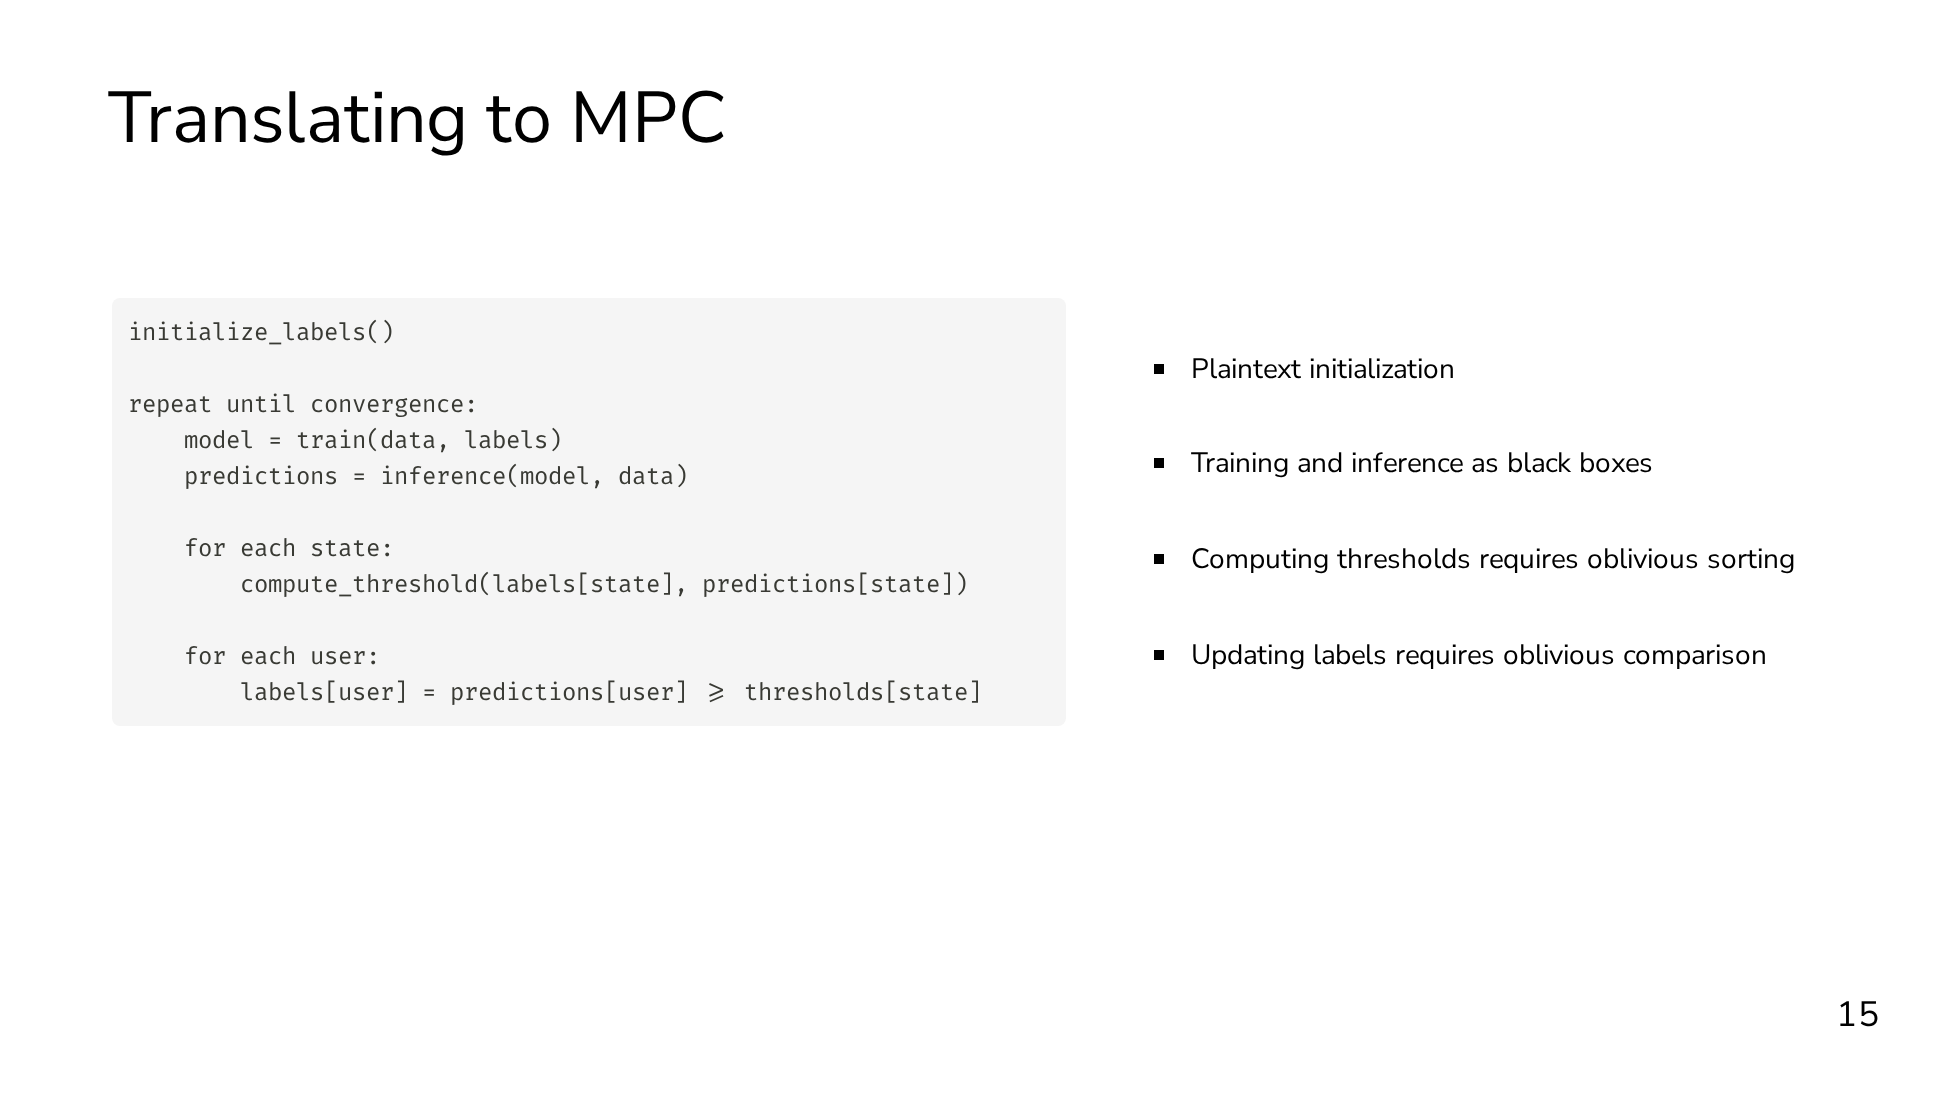 Translating to MPC
initialize_labels()
repeat until convergence:
    model = train(data, labels)
    predictions = inference(model, data)
    for each state:
        compute_threshold(labels[state], predictions[state])
    for each user:
        labels[user] = predictions[user] ⩾ thresholds[state]
▪ Plaintext initialization
▪ Training and inference as black boxes
▪ Computing thresholds requires oblivious sorting
▪ Updating labels requires oblivious comparison
15